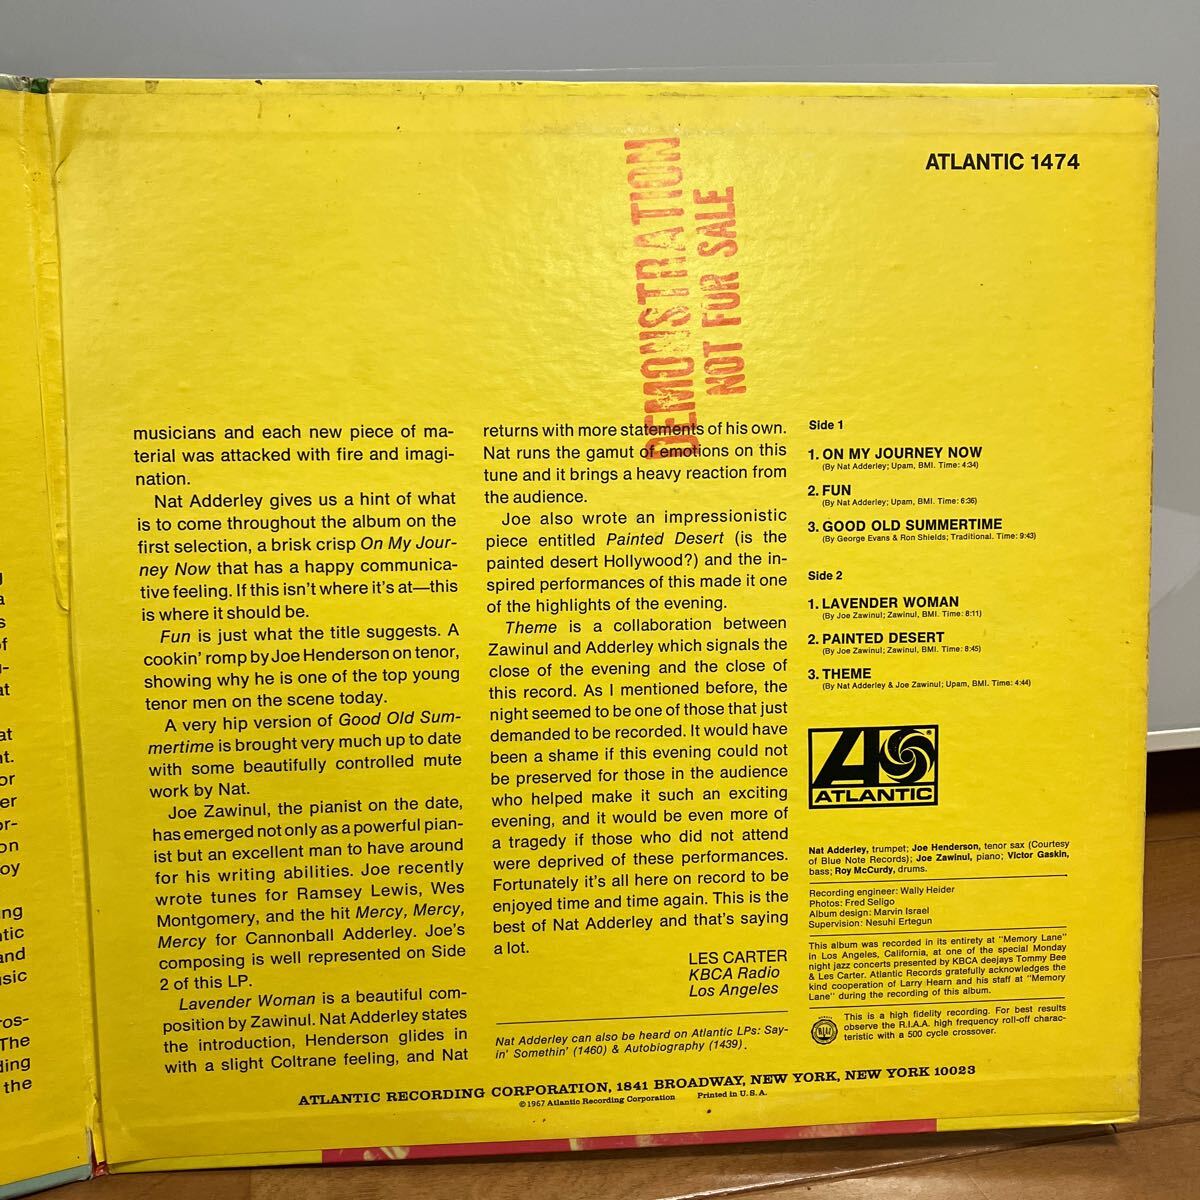 ATLANTIC 1474
DEMONSTRATION
NOT FOR SALE
musicians and each new piece of ma-
terial was attacked with fire and imagi-
nation.
Nat Adderley gives us a hint of what
is to come throughout the album on the
first selection, a brisk crisp On My Jour-
ney Now that has a happy communica-
tive feeling. If this isn't where it's at—this
is where it should be.
Fun is just what the title suggests. A
cookin' romp by Joe Henderson on tenor,
showing why he is one of the top young
tenor men on the scene today.
A very hip version of Good Old Sum-
mertime is brought very much up to date
with some beautifully controlled mute
work by Nat.
Joe Zawinul, the pianist on the date,
has emerged not only as a powerful pian-
ist but an excellent man to have around
for his writing abilities. Joe recently
wrote tunes for Ramsey Lewis, Wes
Montgomery, and the hit Mercy, Mercy,
Mercy for Cannonball Adderley. Joe's
composing is well represented on Side
2 of this LP.
Lavender Woman is a beautiful com-
position by Zawinul. Nat Adderley states
the introduction, Henderson glides in
with a slight Coltrane feeling, and Nat
returns with more statements of his own.
Nat runs the gamut of emotions on this
tune and it brings a heavy reaction from
the audience.
Joe also wrote an impressionistic
piece entitled Painted Desert (is the
painted desert Hollywood?) and the in-
spired performances of this made it one
of the highlights of the evening.
Theme is a collaboration between
Zawinul and Adderley which signals the
close of the evening and the close of
this record. As I mentioned before, the
night seemed to be one of those that just
demanded to be recorded. It would have
been a shame if this evening could not
be preserved for those in the audience
who helped make it such an exciting
evening, and it would be even more of
a tragedy if those who did not attend
were deprived of these performances.
Fortunately it's all here on record to be
enjoyed time and time again. This is the
best of Nat Adderley and that's saying
a lot.
LES CARTER
KBCA Radio
Los Angeles
Nat Adderley can also be heard on Atlantic LPs: Say-
in' Somethin' (1460) & Autobiography (1439).
Side 1
1. ON MY JOURNEY NOW
(By Nat Adderley; Upam, BMI. Time: 4:34)
2. FUN
(By Nat Adderley; Upam, BMI. Time: 6:36)
3. GOOD OLD SUMMERTIME
(By George Evans & Ron Shields; Traditional. Time: 9:43)
Side 2
1. LAVENDER WOMAN
(By Joe Zawinul; Zawinul, BMI. Time: 8:11)
2. PAINTED DESERT
(By Joe Zawinul; Zawinul, BMI. Time: 8:45)
3. THEME
(By Nat Adderley & Joe Zawinul; Upam, BMI. Time: 4:44)
ATLANTIC
Nat Adderley, trumpet; Joe Henderson, tenor sax (Courtesy
of Blue Note Records); Joe Zawinul, piano; Victor Gaskin,
bass; Roy McCurdy, drums.
Recording engineer: Wally Heider
Photos: Fred Seligo
Album design: Marvin Israel
Supervision: Nesuhi Ertegun
This album was recorded in its entirety at "Memory Lane"
in Los Angeles, California, at one of the special Monday
night jazz concerts presented by KBCA deejays Tommy Bee
& Les Carter. Atlantic Records gratefully acknowledges the
kind cooperation of Larry Hearn and his staff at "Memory
Lane" during the recording of this album.
This is a high fidelity recording. For best results
observe the R.I.A.A. high frequency roll-off charac-
teristic with a 500 cycle crossover.
ATLANTIC RECORDING CORPORATION, 1841 BROADWAY, NEW YORK, NEW YORK 10023
©1967 Atlantic Recording Corporation Printed in U.S.A.